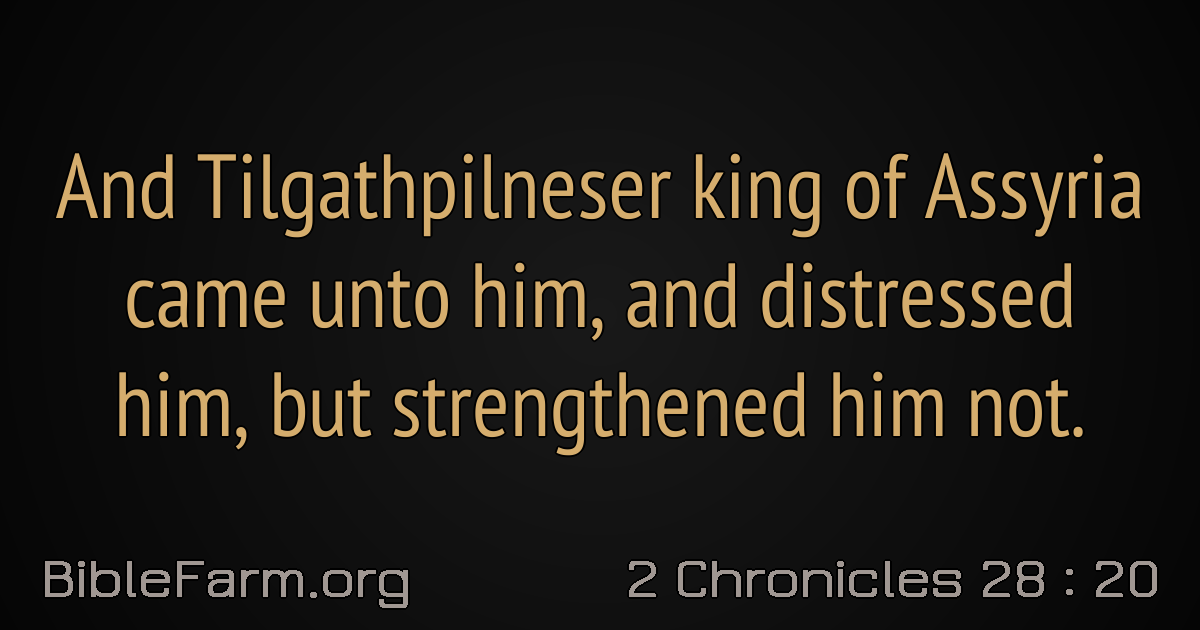 And Tilgathpilneser king of Assyria
came unto him, and distressed
him, but strengthened him not.
BibleFarm.org
2 Chronicles 28 : 20